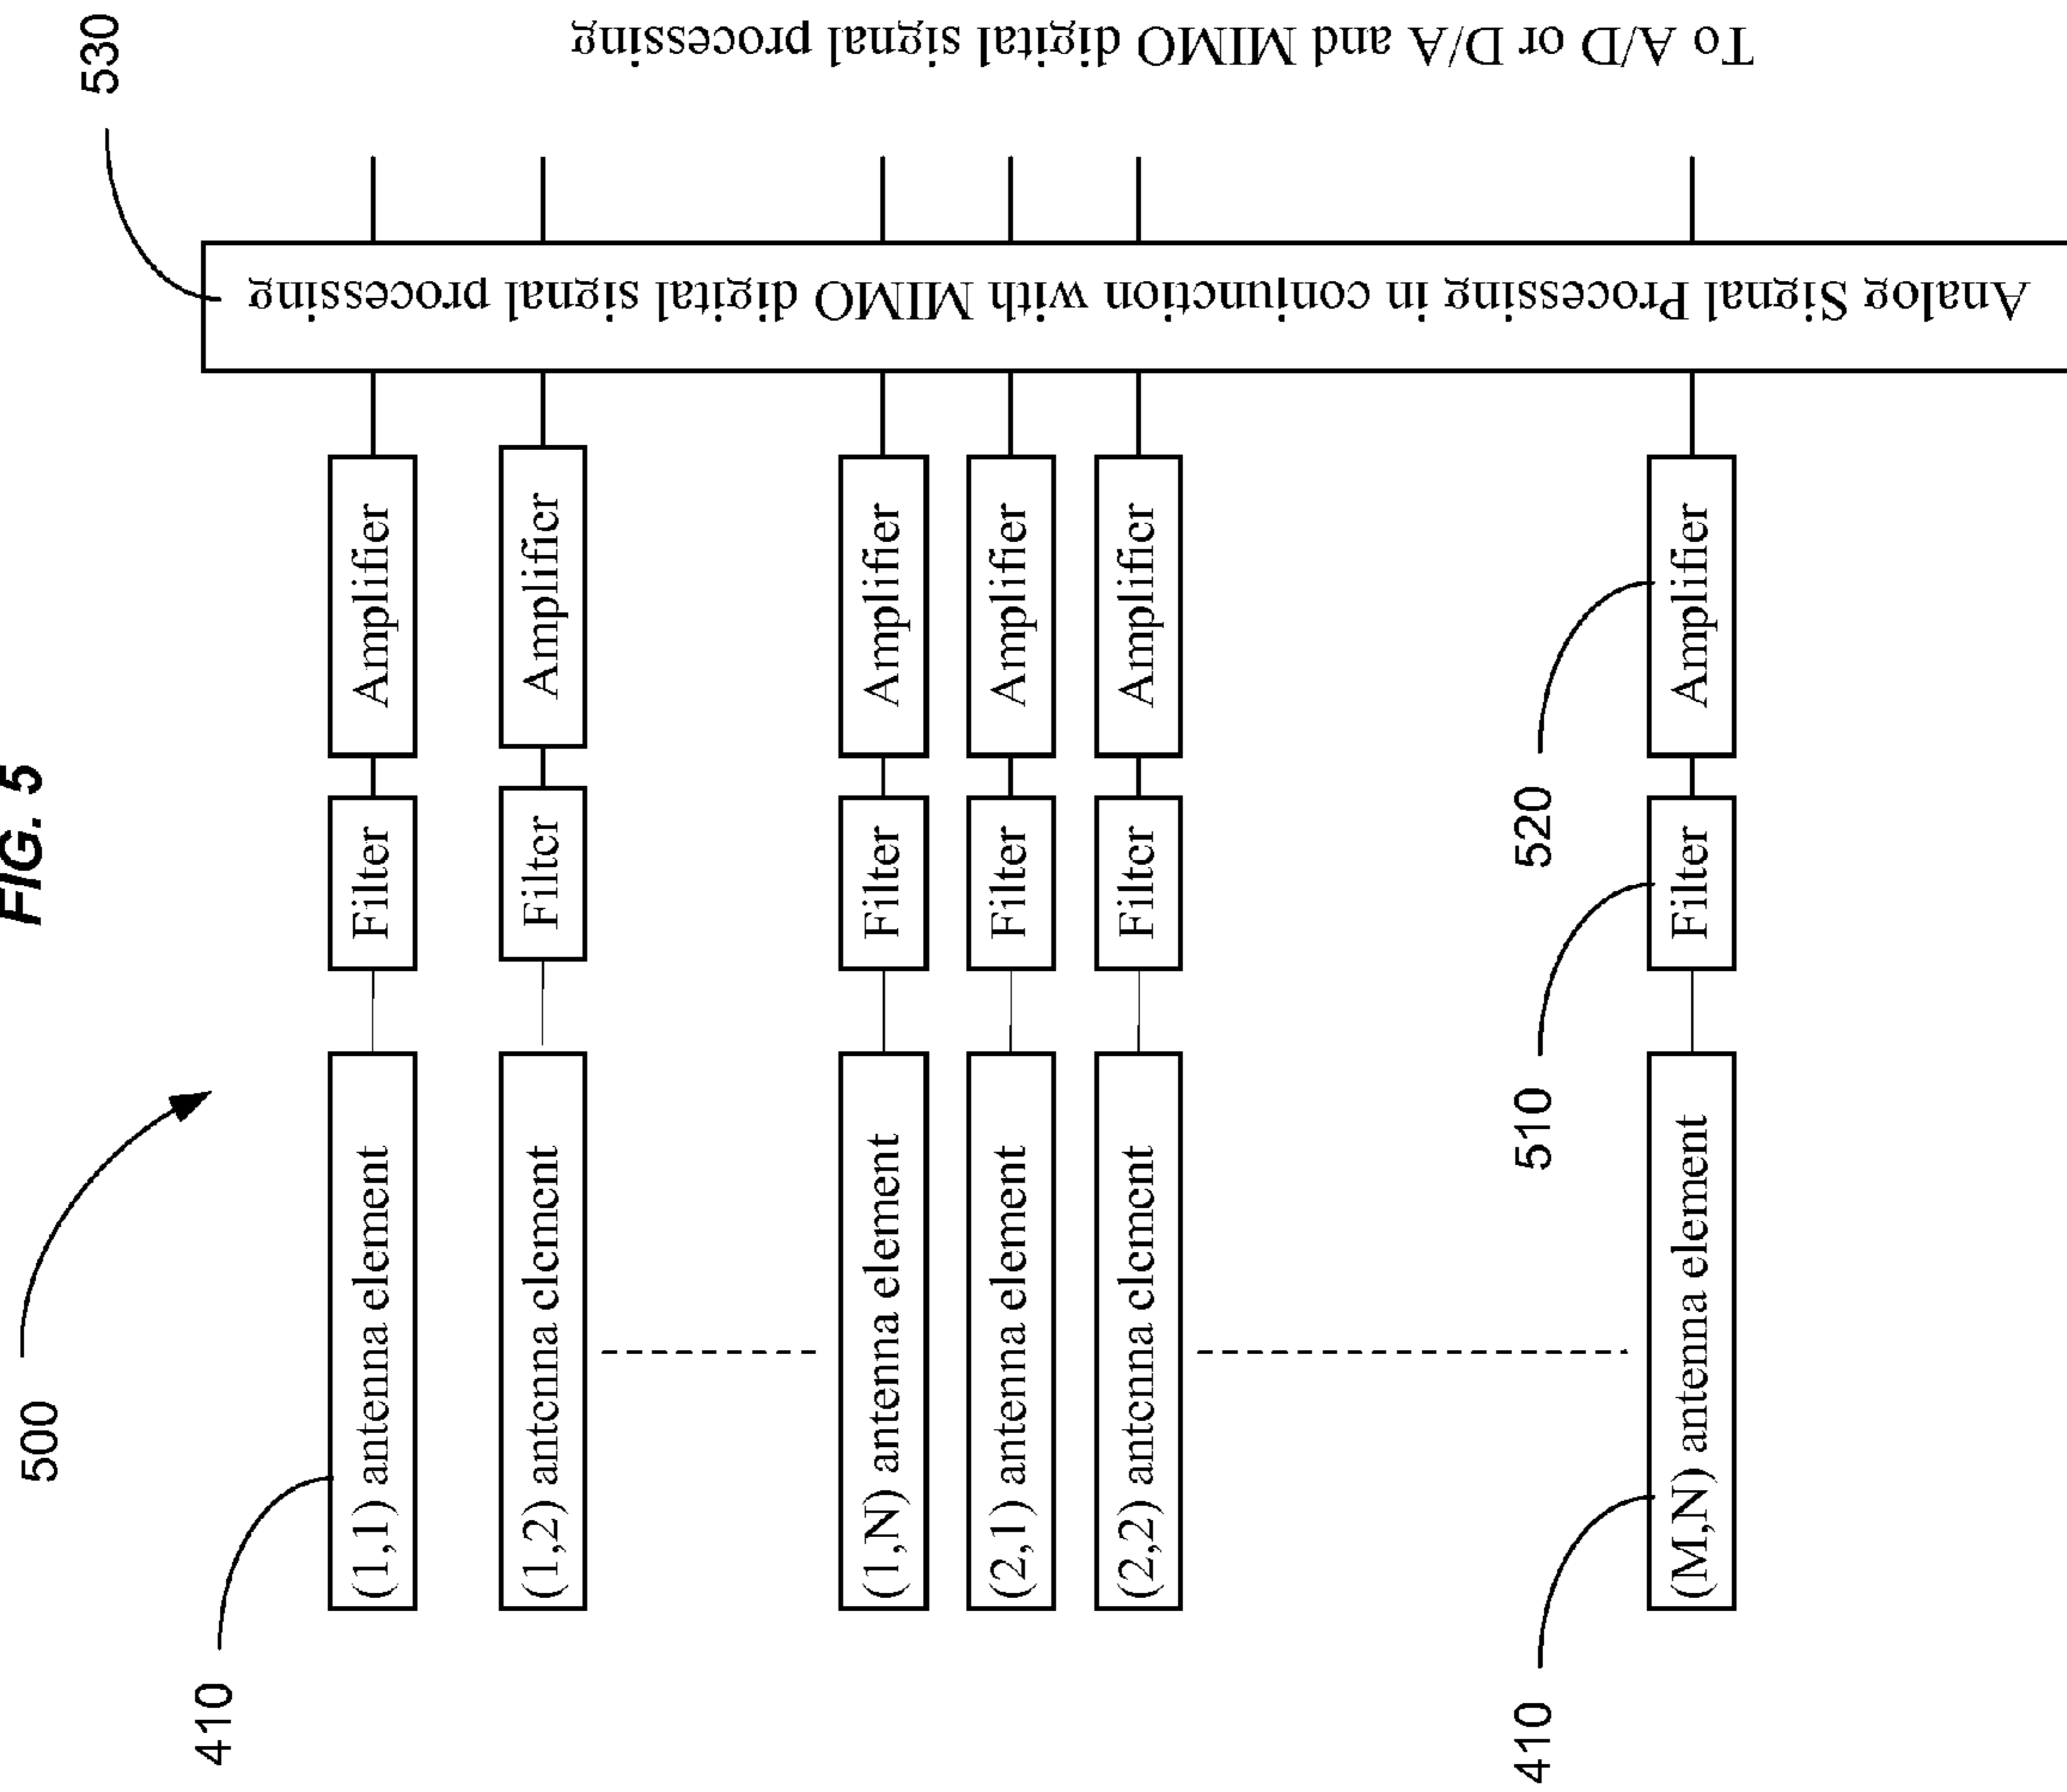 FIG. 5
500
410
(1,1) antenna element
Filter
Amplifier
(1,2) antenna element
Filter
Amplifier
(1,N) antenna element
Filter
Amplifier
(2,1) antenna element
Filter
Amplifier
(2,2) antenna element
Filter
Amplifier
410
(M,N) antenna element
510
Filter
520
Amplifier
530
Analog Signal Processing in conjunction with MIMO digital signal processing
To A/D or D/A and MIMO digital signal processing